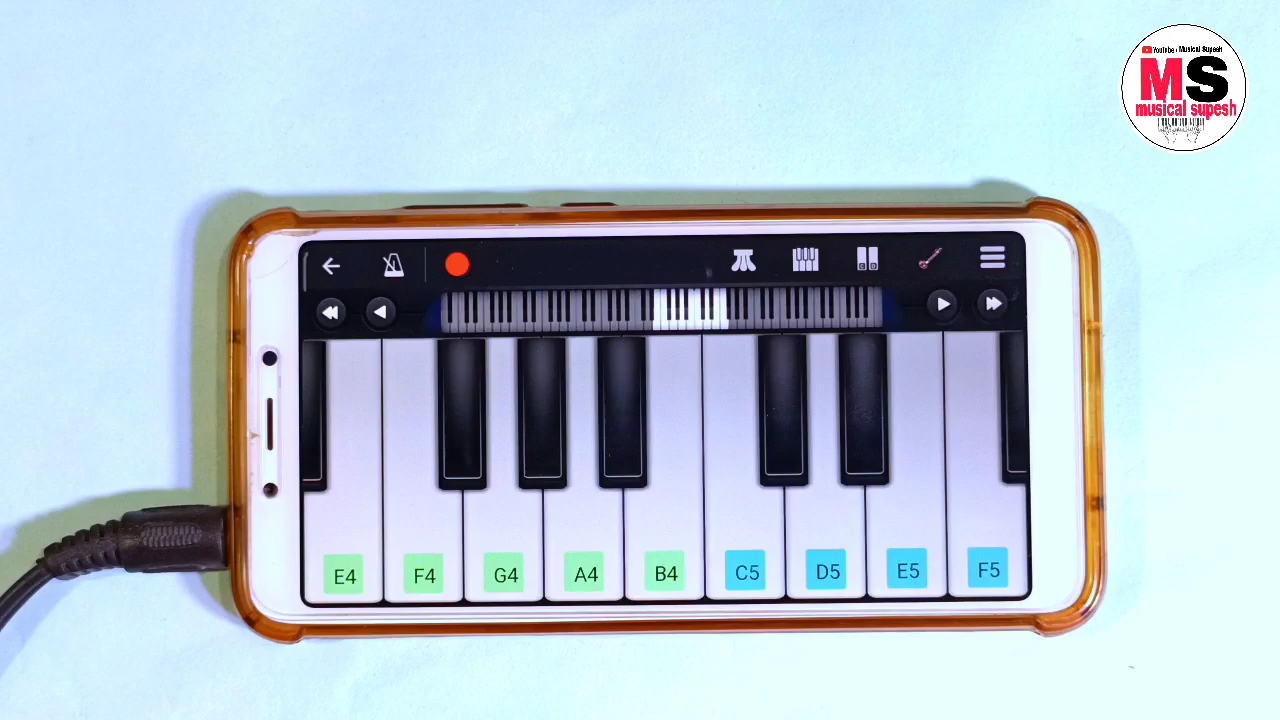 YouTube / Musical Supesh
MS
musical supesh
C D
E4 F4 G4 A4 B4 C5 D5 E5 F5